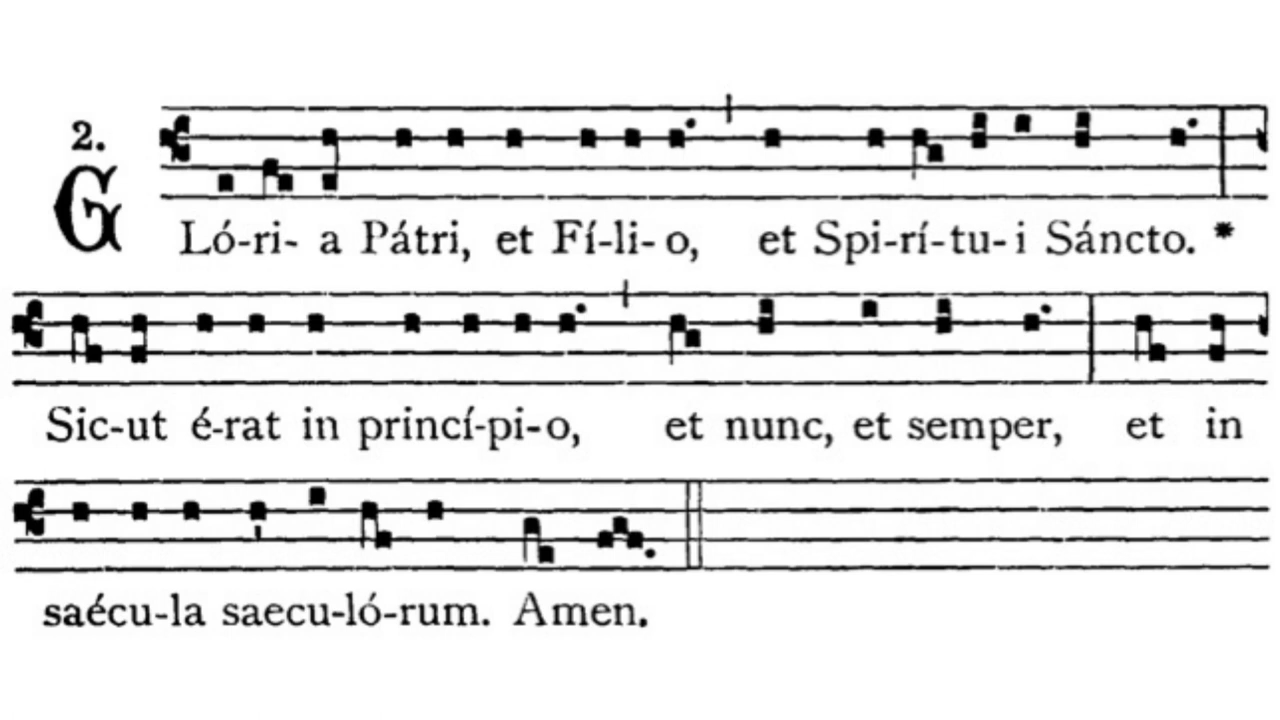 2.
GLó-ri- a Pátri, et Fí-li- o, et Spi-rí-tu- i Sáncto. *
Sic-ut é-rat in princí-pi-o, et nunc, et semper, et in
saécu-la saecu-ló-rum. Amen.